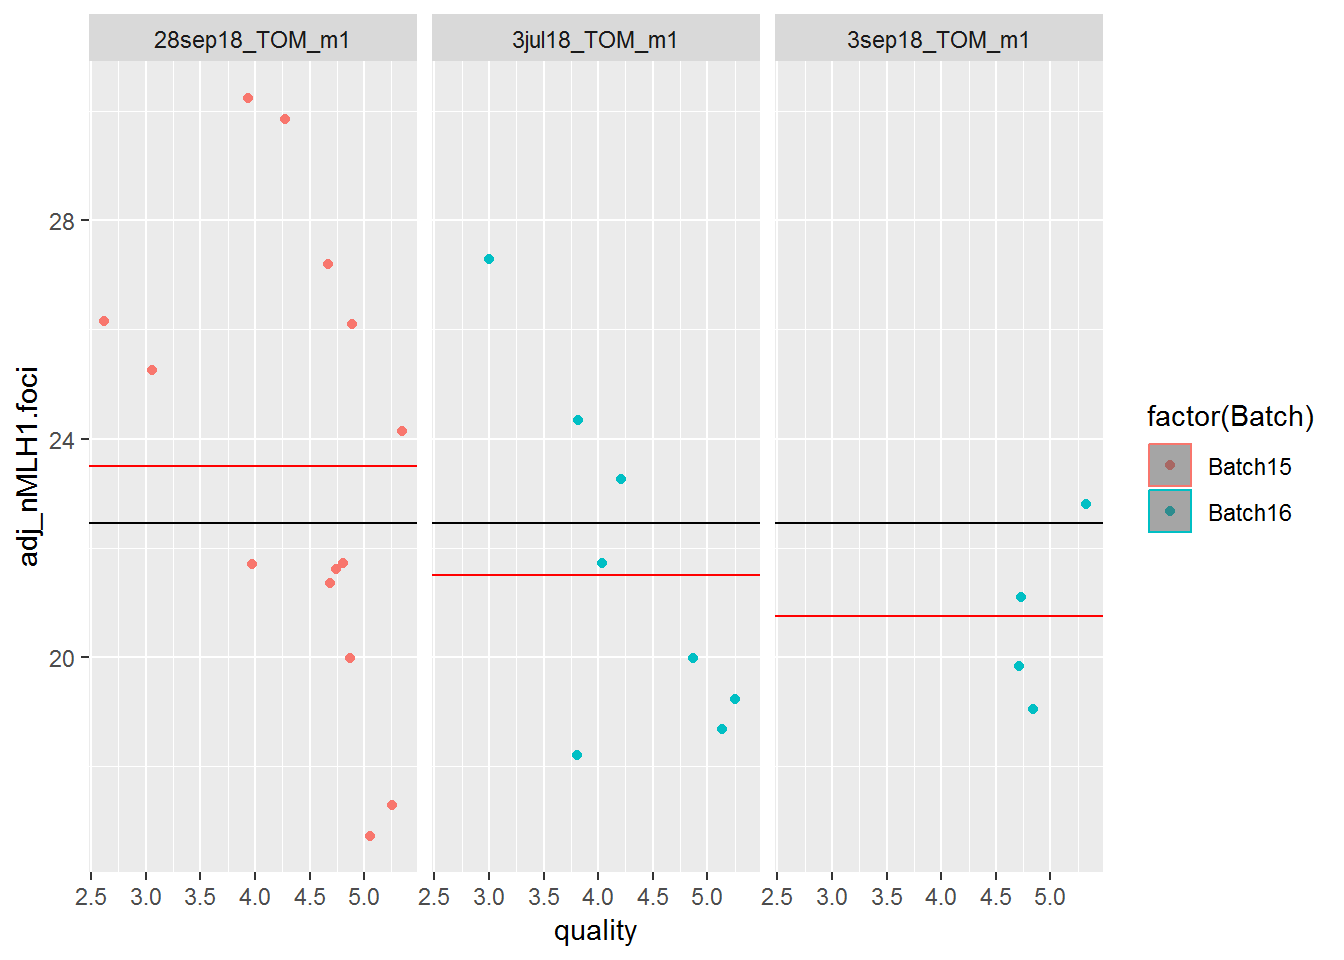 28sep18_TOM_m1 3jul18_TOM_m1 3sep18_TOM_m1
28
24
20
adj_nMLH1.foci
2.5 3.0 3.5 4.0 4.5 5.0 2.5 3.0 3.5 4.0 4.5 5.0 2.5 3.0 3.5 4.0 4.5 5.0
quality
factor(Batch)
Batch15
Batch16